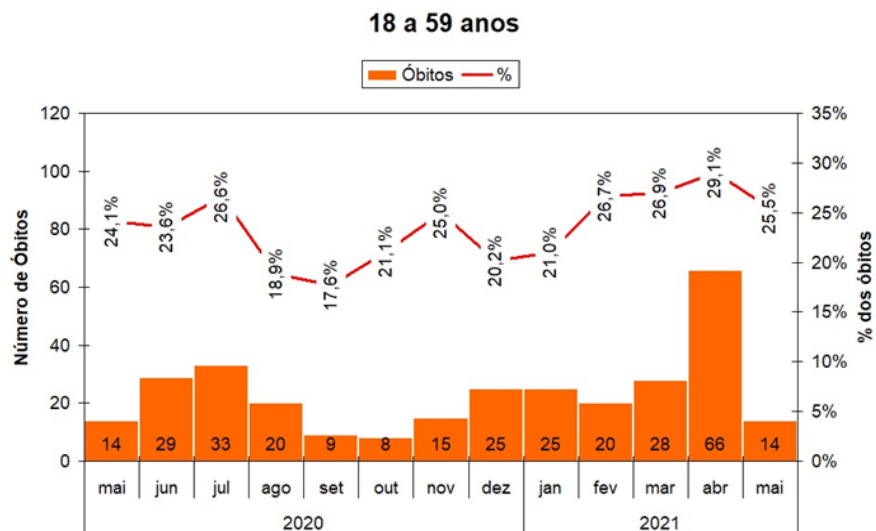 18 a 59 anos
Óbitos %
Número de Óbitos
120
100
80
60
40
20
0
35%
30%
25%
20%
15%
10%
5%
0%
% dos óbitos
24,1% 23,6% 26,6% 18,9% 17,6% 21,1% 25,0% 20,2% 21,0% 26,7% 26,9% 29,1% 25,5%
14 29 33 20 9 8 15 25 25 20 28 66 14
mai jun jul ago set out nov dez jan fev mar abr mai
2020 2021